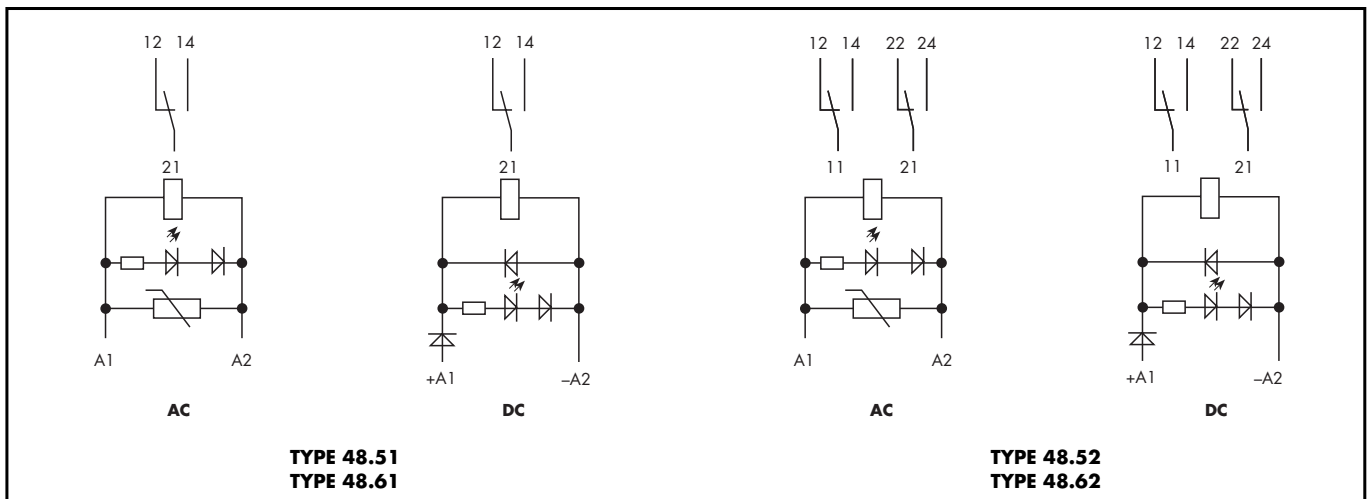 12 14
12 14
12 14 22 24
12 14 22 24
21
21
11 21
11 21
A1 A2
+A1 –A2
A1 A2
+A1 –A2
AC
DC
AC
DC
TYPE 48.51
TYPE 48.61
TYPE 48.52
TYPE 48.62